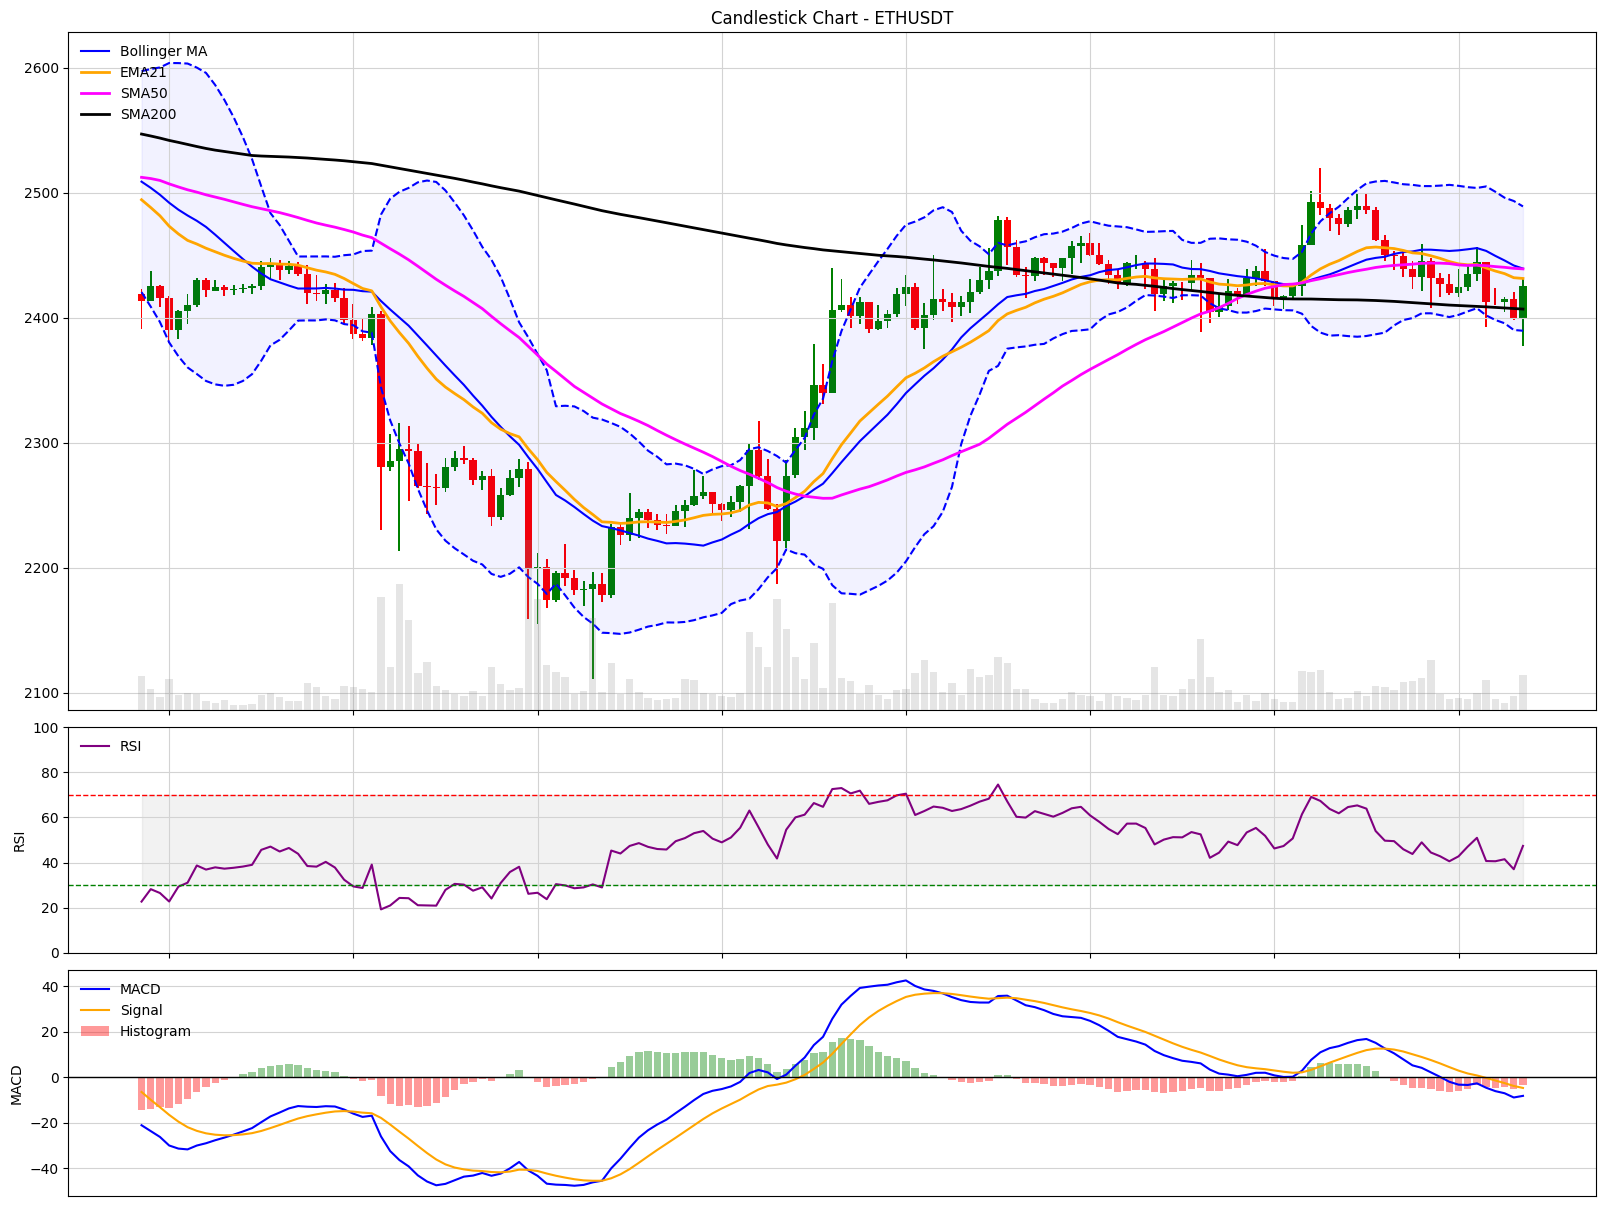 Candlestick Chart - ETHUSDT
Bollinger MA
EMA21
SMA50
SMA200
2600
2500
2400
2300
2200
2100
RSI
100
80
60
40
20
0
RSI
MACD
Signal
Histogram
40
20
0
−20
−40
MACD